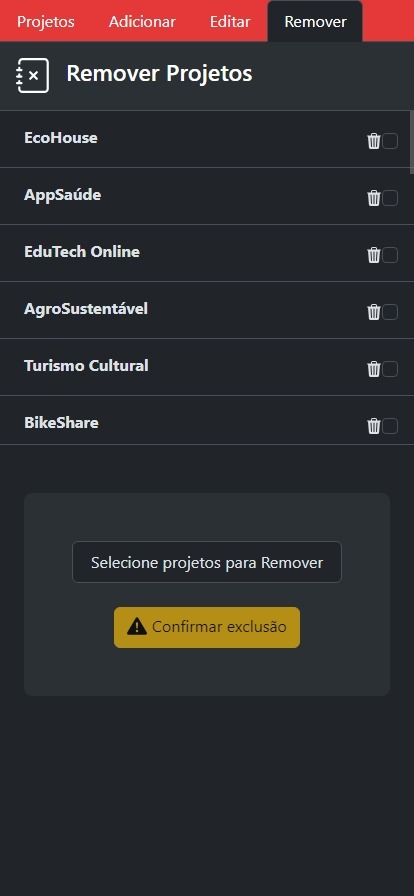 Projetos Adicionar Editar Remover
Remover Projetos
EcoHouse
AppSaúde
EduTech Online
AgroSustentável
Turismo Cultural
BikeShare
Selecione projetos para Remover
Confirmar exclusão